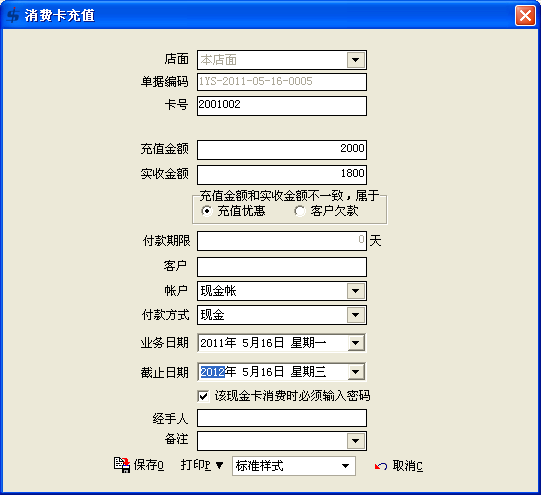 消费卡充值
店面 本店面
单据编码 1YS-2011-05-16-0005
卡号 2001002
充值金额 2000
实收金额 1800
充值金额和实收金额不一致，属于
充值优惠 客户欠款
付款期限 0 天
客户
帐户 现金帐
付款方式 现金
业务日期 2011年 5月16日 星期一
截止日期 2012年 5月16日 星期三
该现金卡消费时必须输入密码
经手人
备注
保存O 打印P ▼ 标准样式 取消C